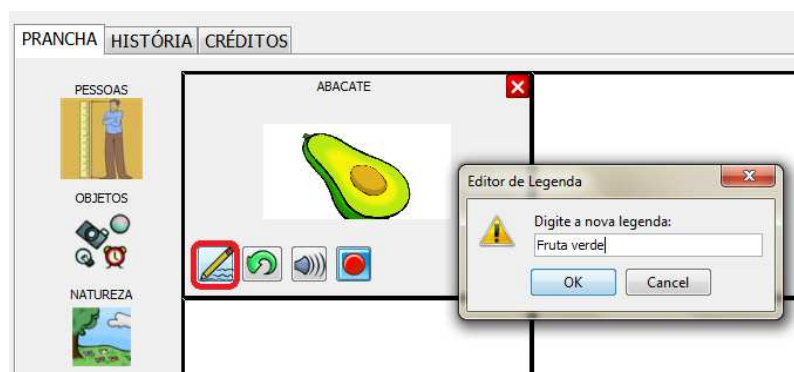 PRANCHA HISTÓRIA CRÉDITOS
PESSOAS
ABACATE
OBJETOS
NATUREZA
Editor de Legenda
Digite a nova legenda:
Fruta verde
OK Cancel